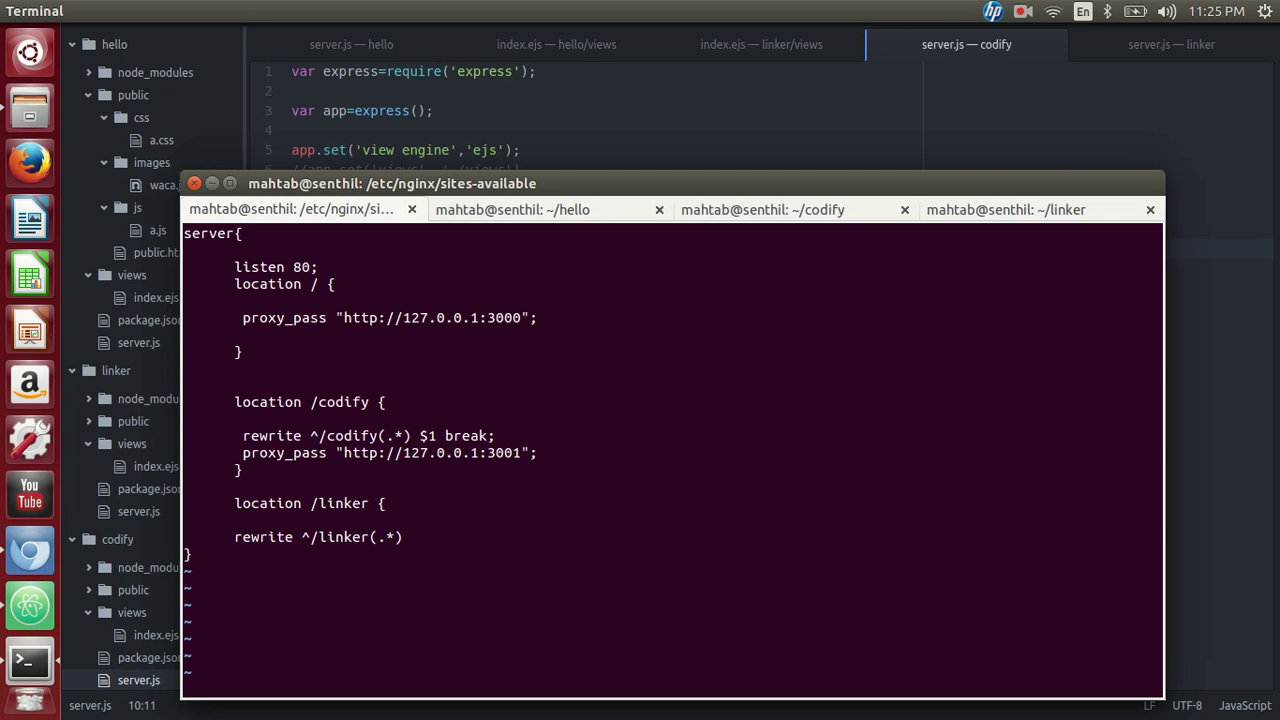 Terminal
hp
En
11:25 PM
hello
node_modules
public
css
a.css
images
waca.
js
a.js
public.ht
views
index.ejs
package.json
server.js
linker
node_modu
public
views
index.ejs
package.json
server.js
codify
node_modu
public
views
index.ejs
package.json
server.js
server.js — hello
index.ejs — hello/views
index.ejs — linker/views
server.js — codify
server.js — linker
1 var express=require('express');
2
3 var app=express();
4
5 app.set('view engine','ejs');
mahtab@senthil: /etc/nginx/sites-available
mahtab@senthil: /etc/nginx/si...
mahtab@senthil: ~/hello
mahtab@senthil: ~/codify
mahtab@senthil: ~/linker
server{
listen 80;
location / {
proxy_pass "http://127.0.0.1:3000";
}
location /codify {
rewrite ^/codify(.*) $1 break;
proxy_pass "http://127.0.0.1:3001";
}
location /linker {
rewrite ^/linker(.*)
}
~
~
~
~
~
~
~
a
You
Tube
>_
server.js 10:11
LF
UTF-8
JavaScript